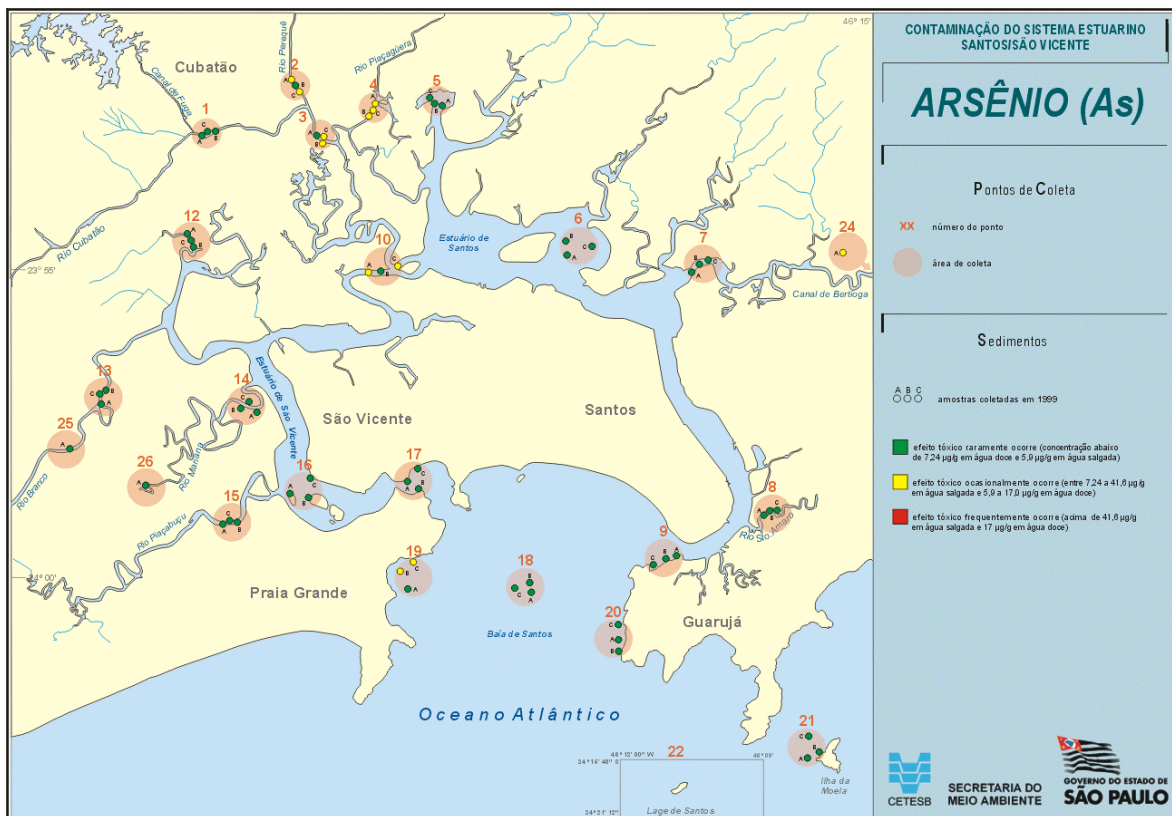 CONTAMINAÇÃO DO SISTEMA ESTUARINO
SANTOS/SÃO VICENTE
ARSÊNIO (As)
Pontos de Coleta
XX número do ponto
área de coleta
Sedimentos
A B C
amostras coletadas em 1999
efeito tóxico raramente ocorre (concentração abaixo
de 7,24 µg/g em água doce e 5,9 µg/g em água salgada)
efeito tóxico ocasionalmente ocorre (entre 7,24 a 41,6 µg/g
em água salgada e 5,9 a 17,0 µg/g em água doce)
efeito tóxico frequentemente ocorre (acima de 41,6 µg/g
em água salgada e 17 µg/g em água doce)
CETESB
SECRETARIA DO
MEIO AMBIENTE
GOVERNO DO ESTADO DE
SÃO PAULO
46° 15'
Cubatão
Canal de Fuga
Rio Perequê
Rio Piaçagüera
1
C
A
B
2
A
B
C
3
A
C
B
4
A
B
C
5
C
B
A
Rio Cubatão
12
A
C
B
10
A
B
C
Estuário de
Santos
6
B
C
A
7
B
C
A
24
A
Canal de Bertioga
23° 55'
13
C
B
A
14
C
B
A
Estuário de São Vicente
São Vicente
Santos
25
A
26
A
Rio Branco
Rio Mariana
15
C
A
B
Rio Piaçabuçu
16
C
A
B
17
C
A
B
8
C
A
B
Rio Sto Amaro
9
C
B
A
24° 00'
Praia Grande
19
B
C
A
18
B
C
A
20
C
A
B
Baía de Santos
Guarujá
Oceano Atlântico
21
C
B
A
Ilha da
Moela
22
46° 00'
24° 21' 12"
Lage de Santos